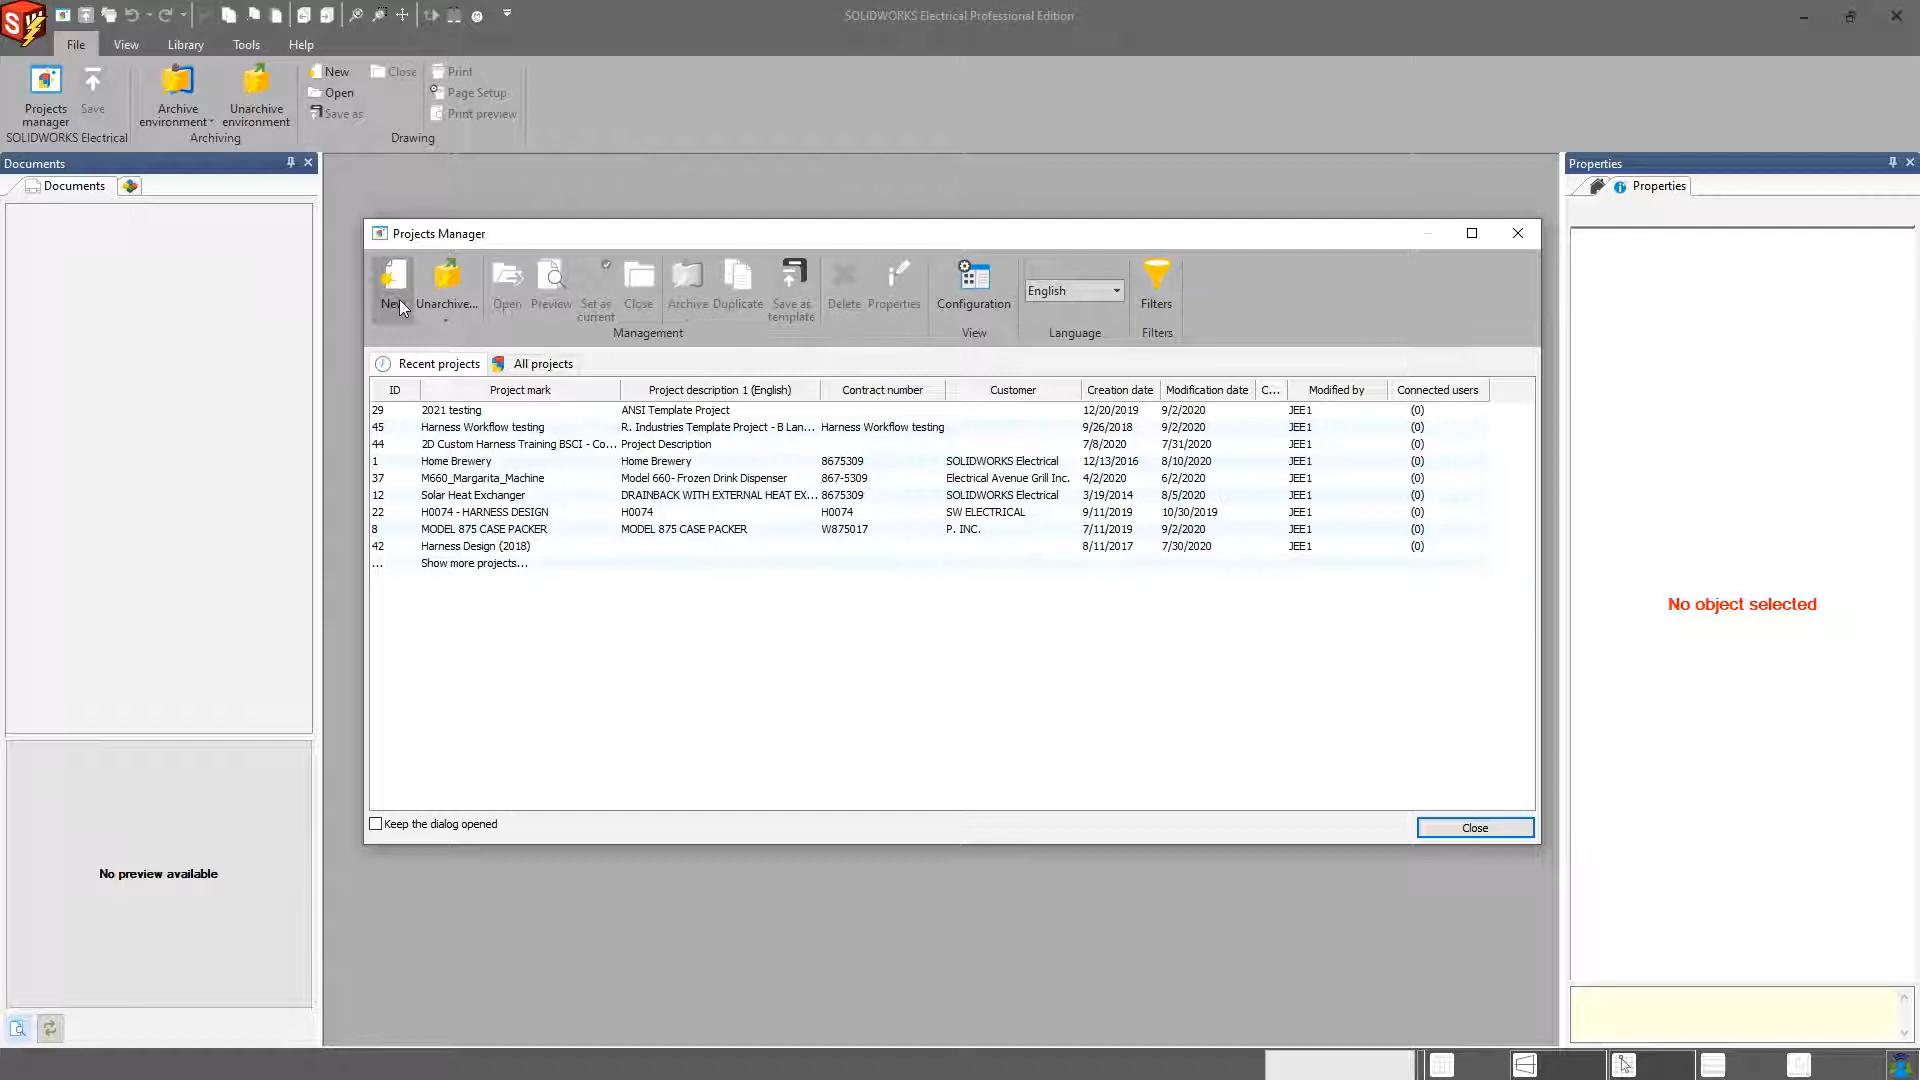 SOLIDWORKS Electrical Professional Edition
File View Library Tools Help
Projects manager
Save
SOLIDWORKS Electrical
Archive environment
Unarchive environment
Archiving
New
Close
Open
Save as
Print
Page Setup
Print preview
Drawing
Documents
Documents
No preview available
Projects Manager
New
Unarchive...
Open
Preview
Set as current
Close
Archive
Duplicate
Save as template
Delete
Properties
Management
Configuration
View
English
Language
Filters
Filters
Recent projects
All projects
ID Project mark Project description 1 (English) Contract number Customer Creation date Modification date C... Modified by Connected users
29 2021 testing ANSI Template Project 12/20/2019 9/2/2020 JEE1 (0)
45 Harness Workflow testing R. Industries Template Project - B Lan... Harness Workflow testing 9/26/2018 9/2/2020 JEE1 (0)
44 2D Custom Harness Training BSCI - Co... Project Description 7/8/2020 7/31/2020 JEE1 (0)
1 Home Brewery Home Brewery 8675309 SOLIDWORKS Electrical 12/13/2016 8/10/2020 JEE1 (0)
37 M660_Margarita_Machine Model 660- Frozen Drink Dispenser 867-5309 Electrical Avenue Grill Inc. 4/2/2020 6/2/2020 JEE1 (0)
12 Solar Heat Exchanger DRAINBACK WITH EXTERNAL HEAT EX... 8675309 SOLIDWORKS Electrical 3/19/2014 8/5/2020 JEE1 (0)
22 H0074 - HARNESS DESIGN H0074 H0074 SW ELECTRICAL 9/11/2019 10/30/2019 JEE1 (0)
8 MODEL 875 CASE PACKER MODEL 875 CASE PACKER W875017 P. INC. 7/11/2019 9/2/2020 JEE1 (0)
42 Harness Design (2018) 8/11/2017 7/30/2020 JEE1 (0)
... Show more projects...
Keep the dialog opened
Close
Properties
Properties
No object selected